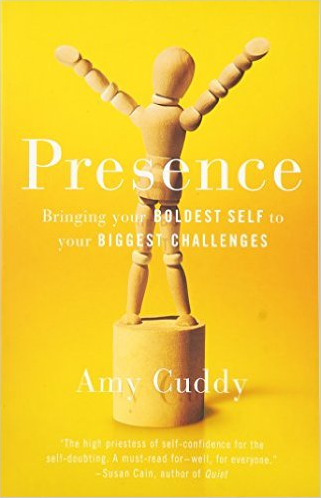 Presence
Bringing your BOLDEST SELF to
your BIGGEST CHALLENGES
Amy Cuddy
"The high priestess of self-confidence for the
self-doubting. A must-read for—well, for everyone."
—Susan Cain, author of Quiet